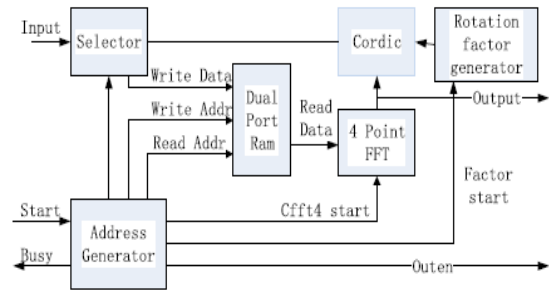 Input
Selector
Cordic
Rotation
factor
generator
Write Data
Write Addr
Read Addr
Dual
Port
Ram
Read
Data
4 Point
FFT
Output
Factor
start
Start
Cfft4 start
Address
Generator
Busy
Outen